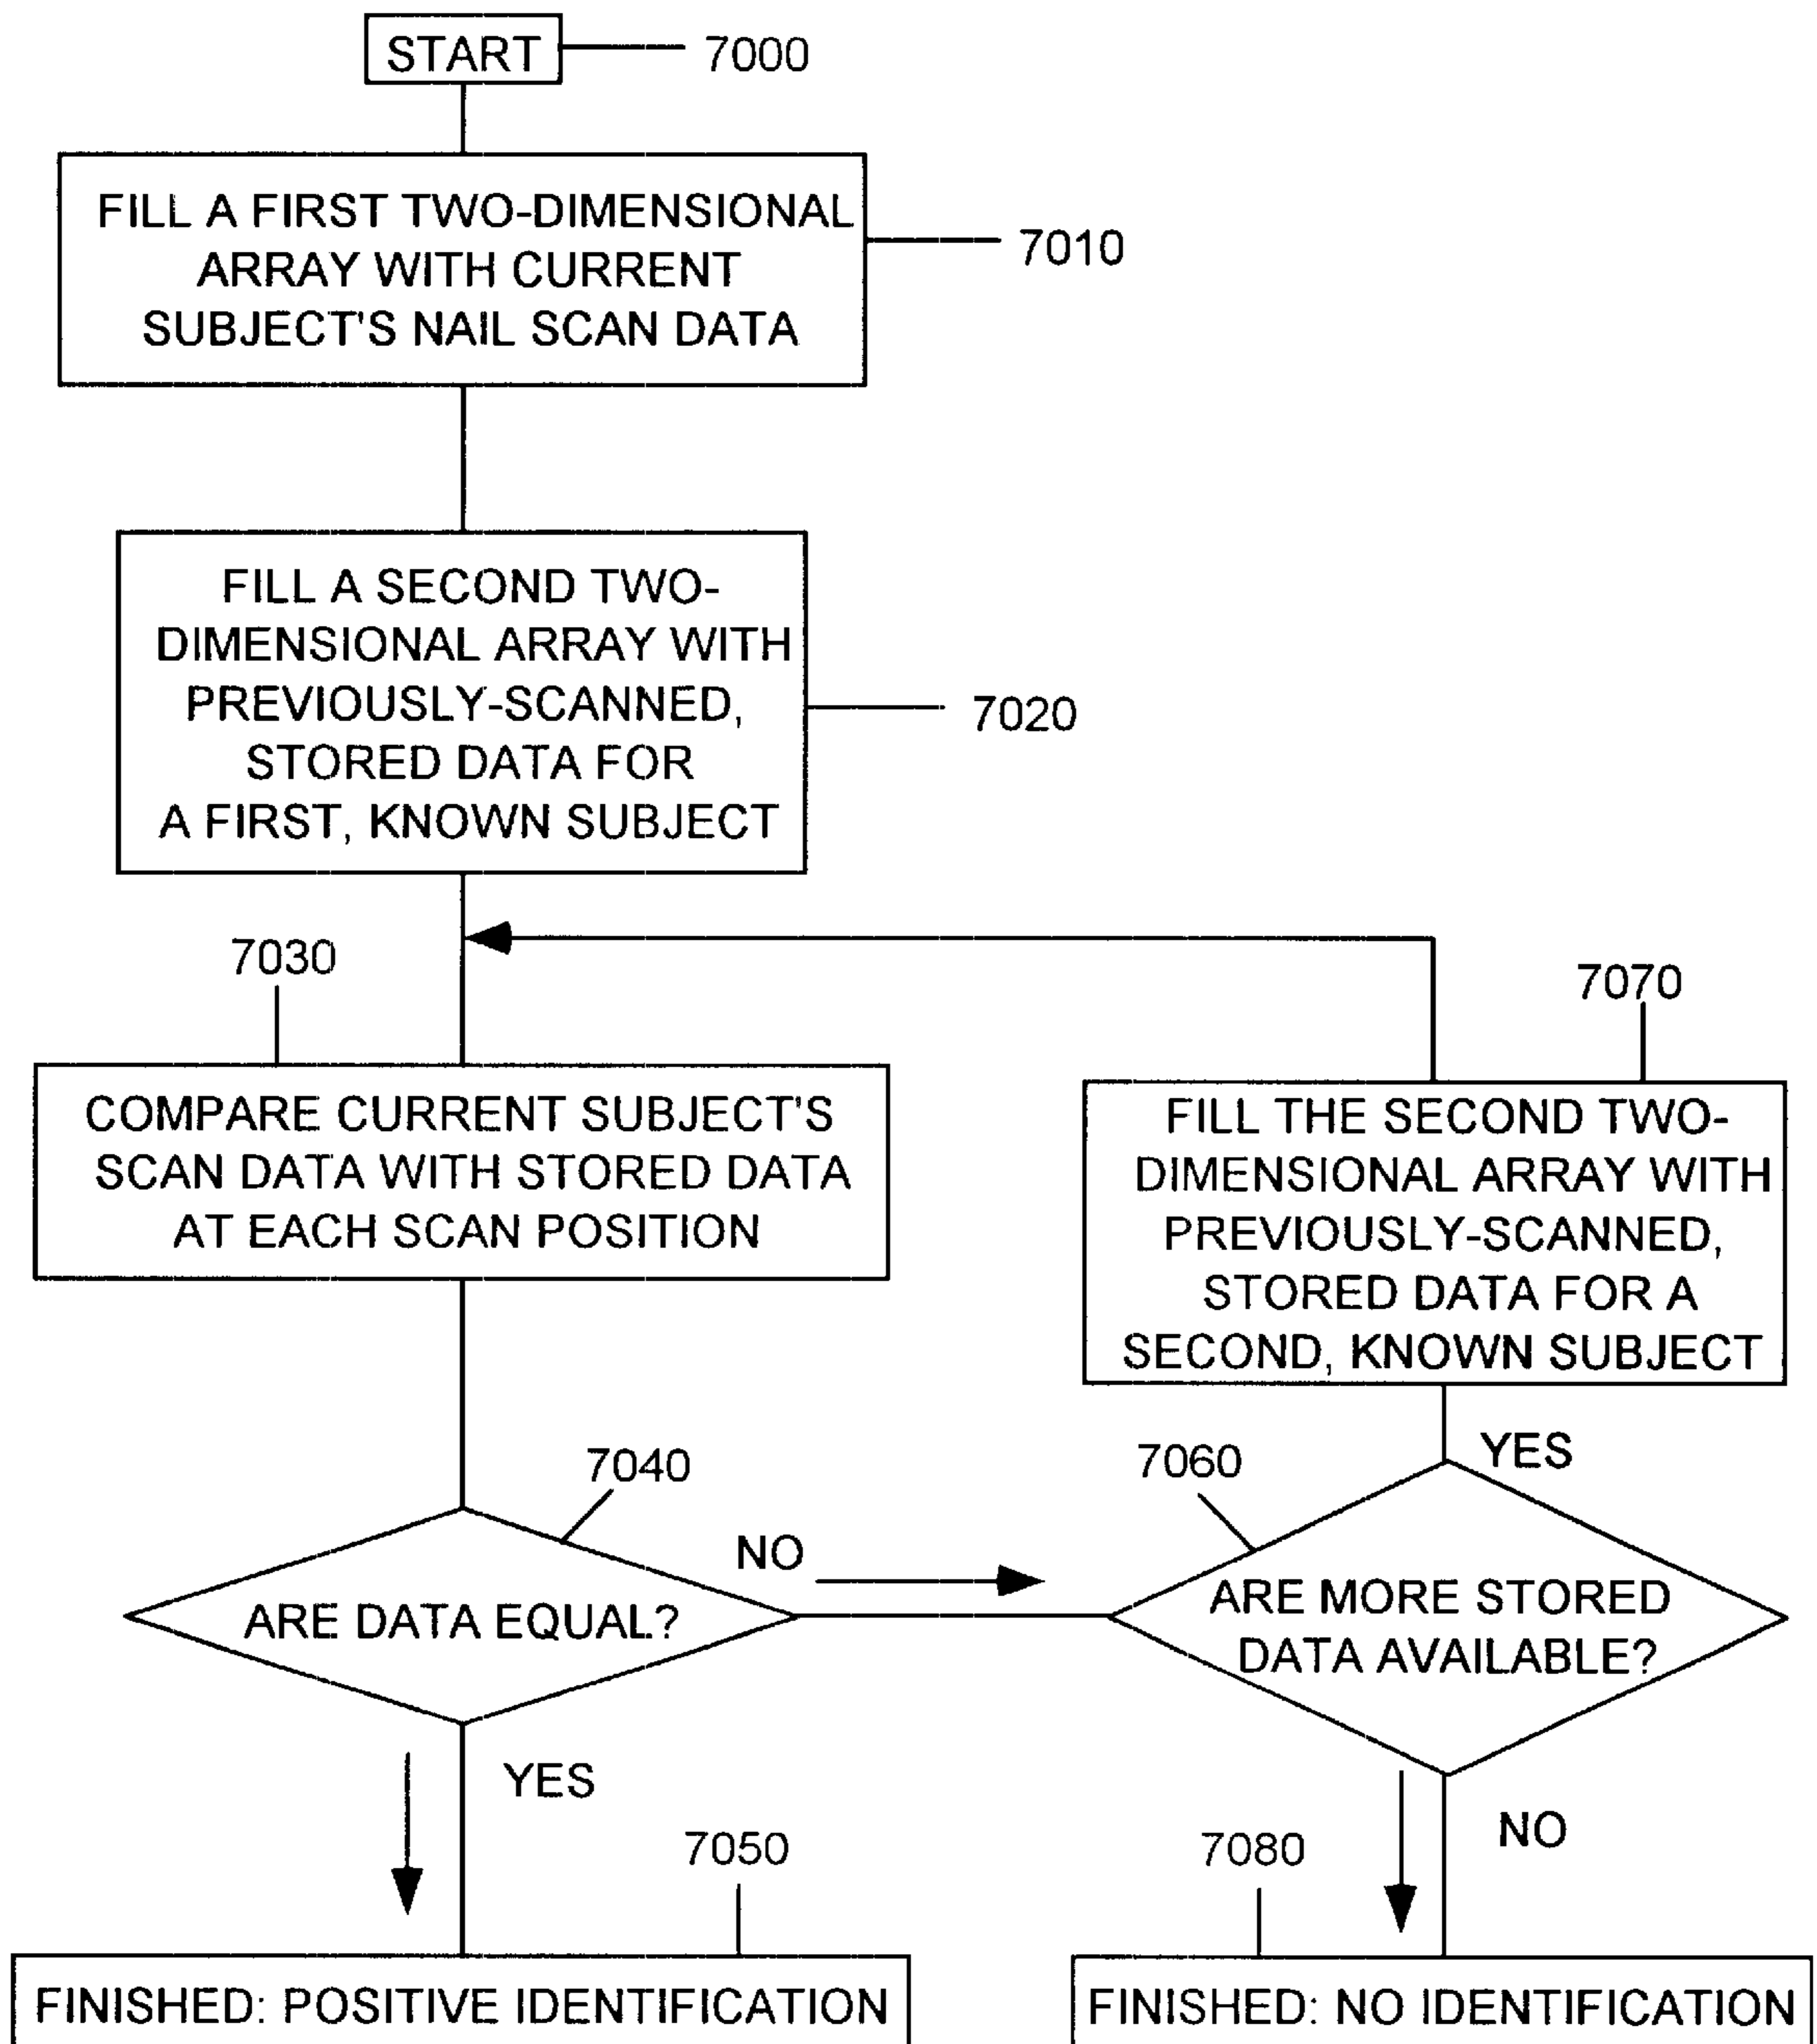 START
7000
FILL A FIRST TWO-DIMENSIONAL
ARRAY WITH CURRENT
SUBJECT'S NAIL SCAN DATA
7010
FILL A SECOND TWO-
DIMENSIONAL ARRAY WITH
PREVIOUSLY-SCANNED,
STORED DATA FOR
A FIRST, KNOWN SUBJECT
7020
7030
COMPARE CURRENT SUBJECT'S
SCAN DATA WITH STORED DATA
AT EACH SCAN POSITION
7070
FILL THE SECOND TWO-
DIMENSIONAL ARRAY WITH
PREVIOUSLY-SCANNED,
STORED DATA FOR A
SECOND, KNOWN SUBJECT
7040
ARE DATA EQUAL?
NO
7060
YES
ARE MORE STORED
DATA AVAILABLE?
YES
7050
FINISHED: POSITIVE IDENTIFICATION
NO
7080
FINISHED: NO IDENTIFICATION